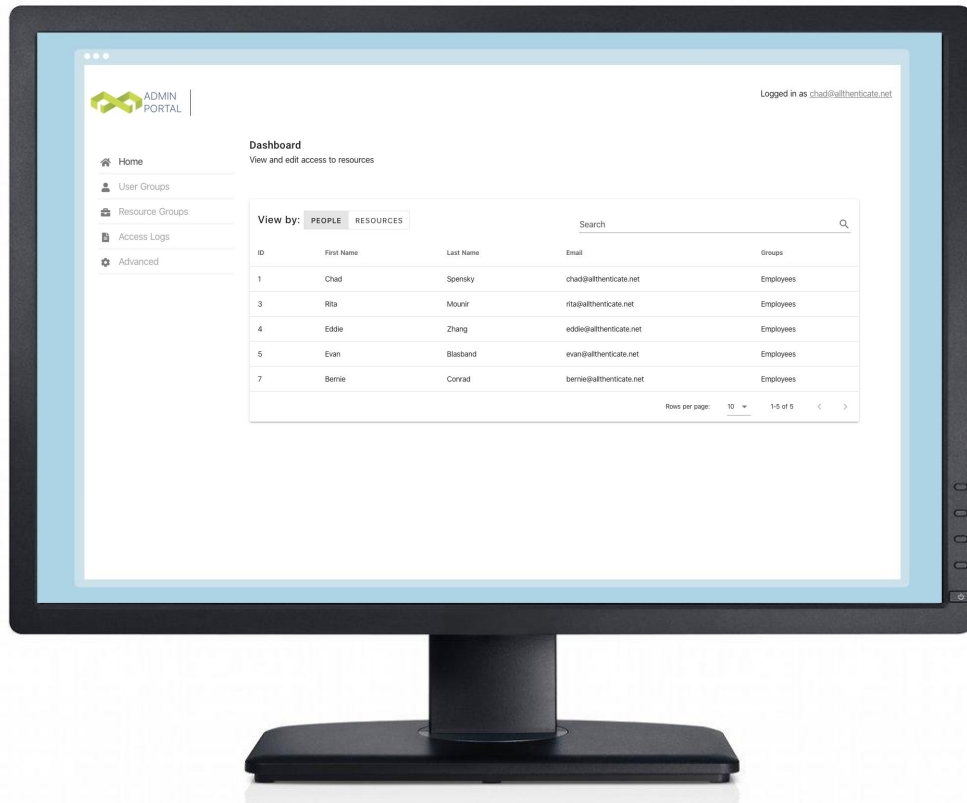 ADMIN
PORTAL
Logged in as chad@allthenticate.net
Home
User Groups
Resource Groups
Access Logs
Advanced
Dashboard
View and edit access to resources
View by: PEOPLE RESOURCES
Search
ID First Name Last Name Email Groups
1 Chad Spensky chad@allthenticate.net Employees
3 Rita Mounir rita@allthenticate.net Employees
4 Eddie Zhang eddie@allthenticate.net Employees
5 Evan Blasband evan@allthenticate.net Employees
7 Bernie Conrad bernie@allthenticate.net Employees
Rows per page: 10 1-5 of 5